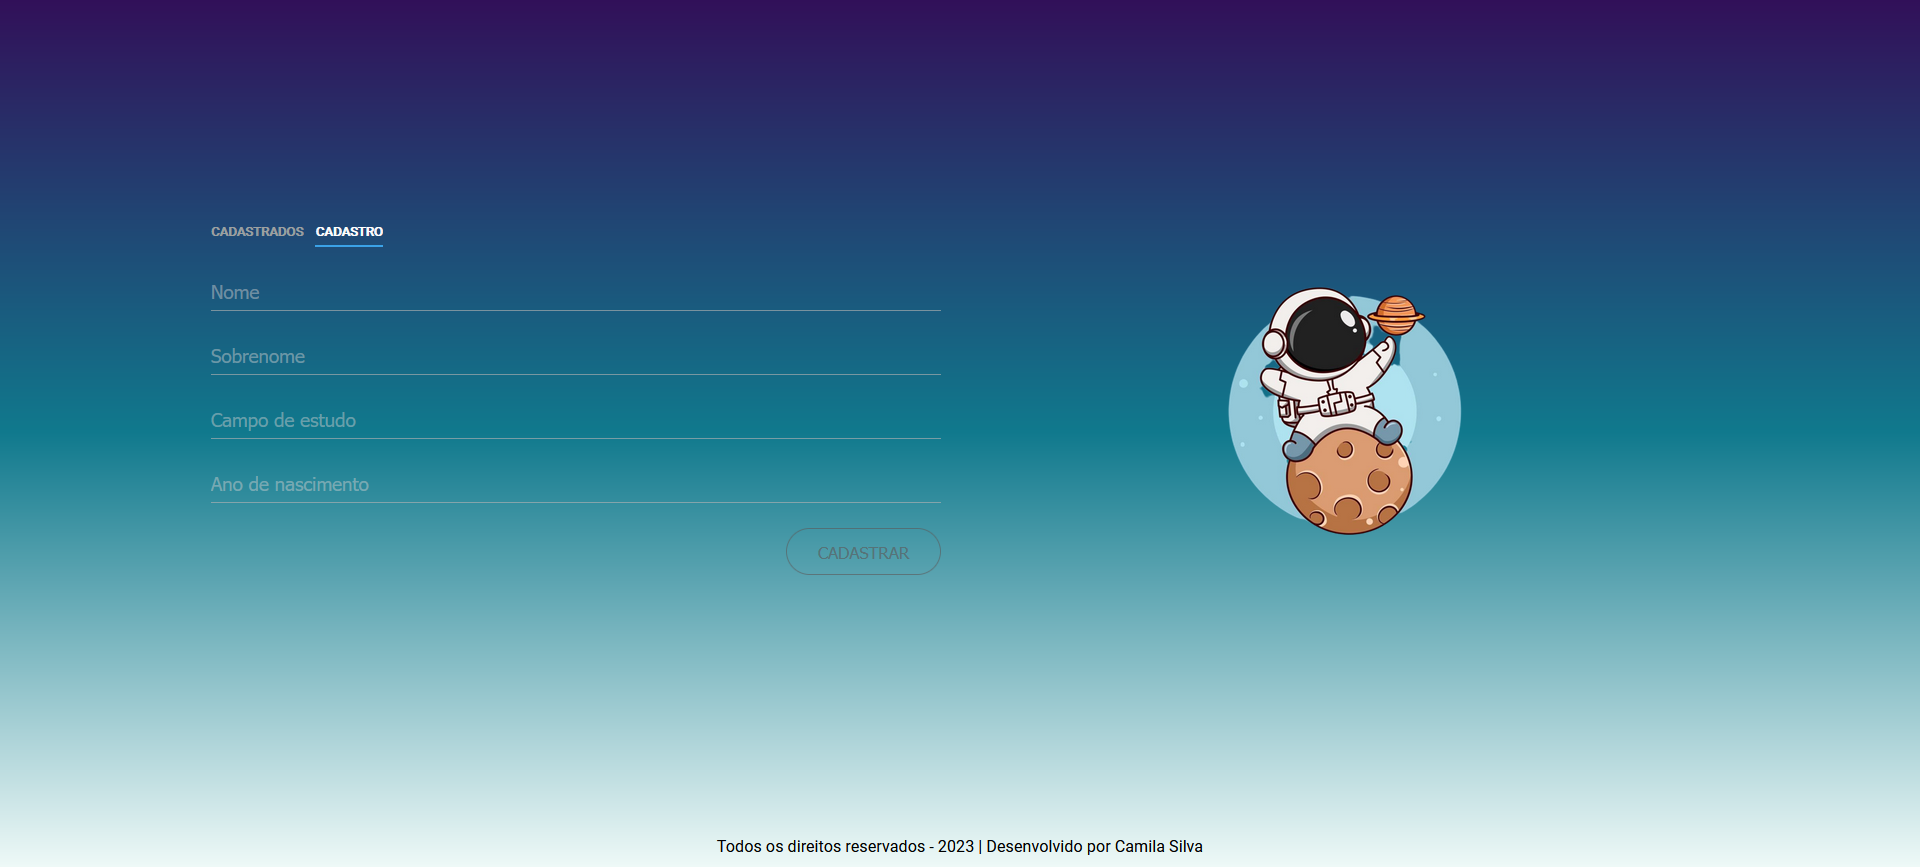 CADASTRADOS CADASTRO
Nome
Sobrenome
Campo de estudo
Ano de nascimento
CADASTRAR
Todos os direitos reservados - 2023 | Desenvolvido por Camila Silva